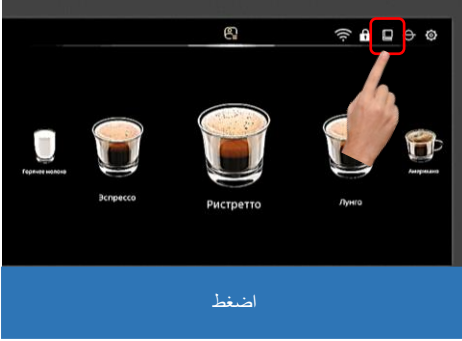 Горячее молоко
Эспрессо
Ристретто
Лунго
Американо
اضغط